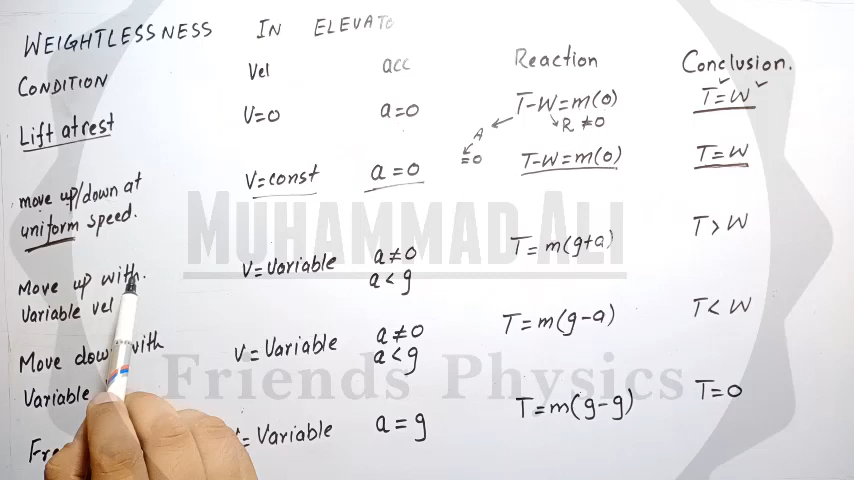 WEIGHTLESSNESS IN ELEVATO
CONDITION Vel acc Reaction Conclusion.
Lift at rest V=0 a=0 T-W=m(0) T=W
A R≠0
=0
move up/down at uniform speed. V=const a=0 T-W=m(0) T=W
MUHAMMAD ALI
Move up with. Variable vel V=Variable a≠0 a<g T=m(g+a) T>W
Move down with Variable V=Variable a≠0 a<g T=m(g-a) T<W
Friends Physics
Fre = Variable a=g T=m(g-g) T=0